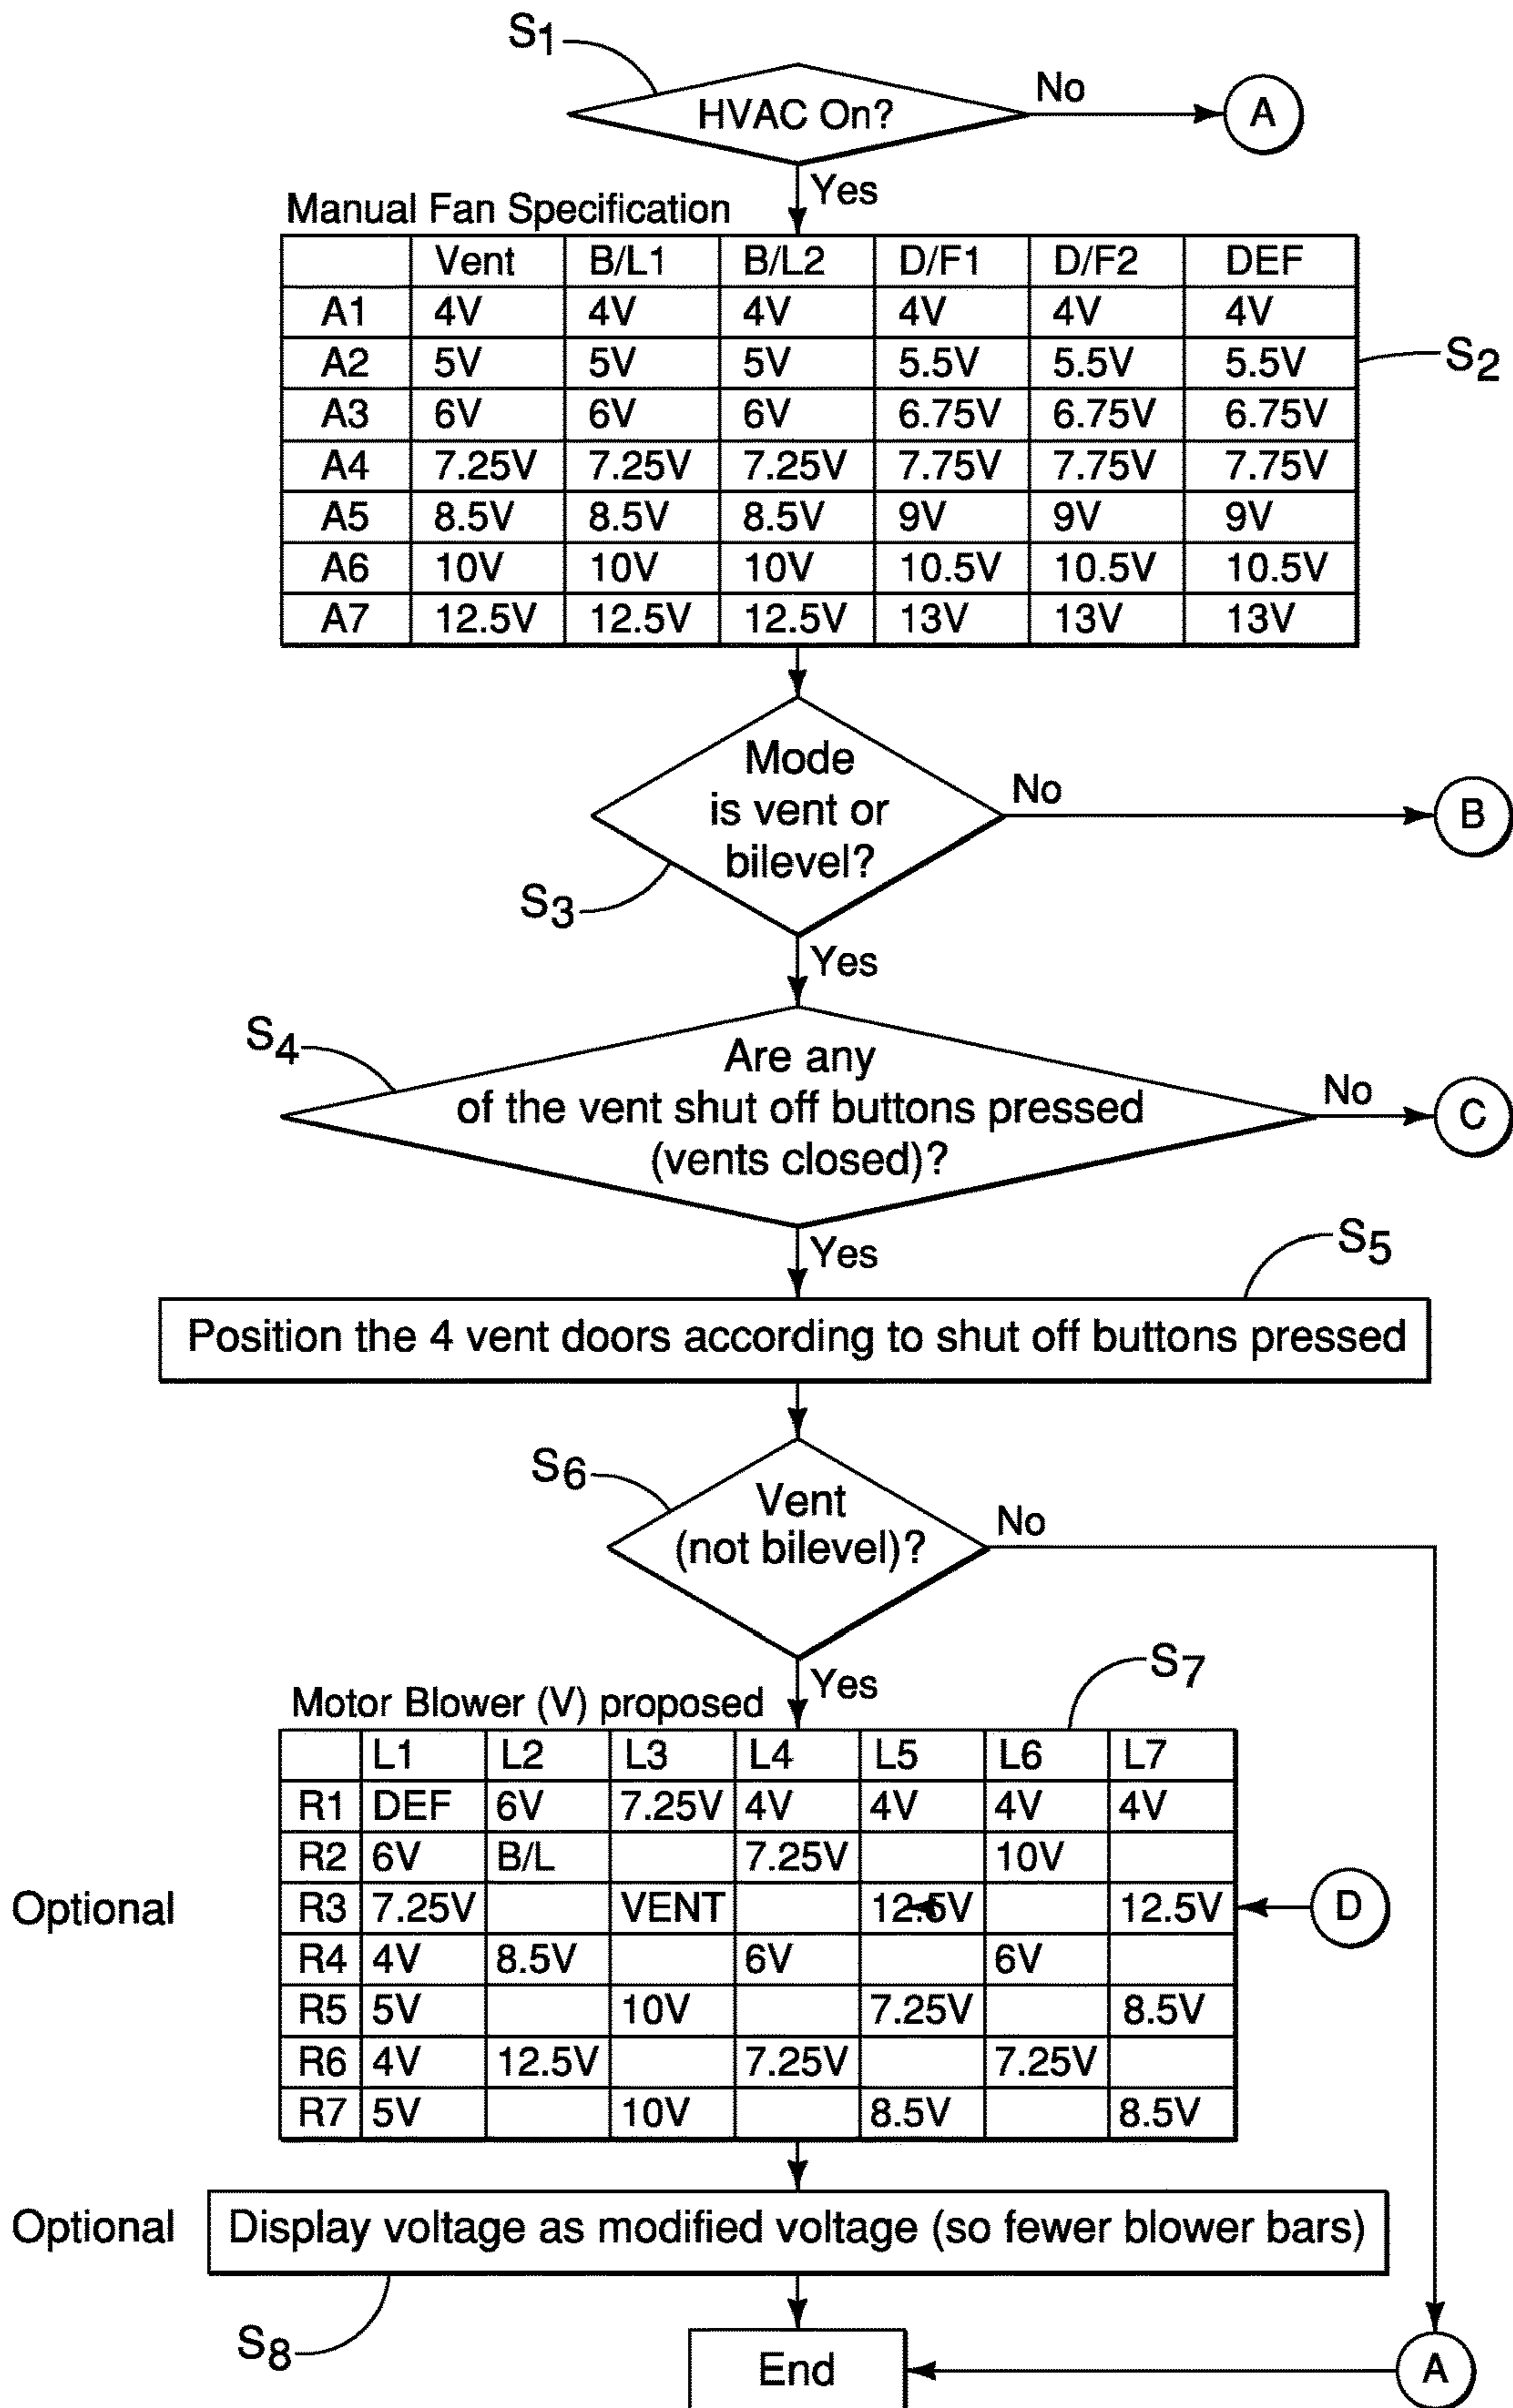 S1
HVAC On?
No
A
Yes
Manual Fan Specification
Vent B/L1 B/L2 D/F1 D/F2 DEF
A1 4V 4V 4V 4V 4V 4V
A2 5V 5V 5V 5.5V 5.5V 5.5V
S2
A3 6V 6V 6V 6.75V 6.75V 6.75V
A4 7.25V 7.25V 7.25V 7.75V 7.75V 7.75V
A5 8.5V 8.5V 8.5V 9V 9V 9V
A6 10V 10V 10V 10.5V 10.5V 10.5V
A7 12.5V 12.5V 12.5V 13V 13V 13V
Mode
is vent or
bilevel?
No
B
S3
Yes
S4
Are any
of the vent shut off buttons pressed
(vents closed)?
No
C
Yes
S5
Position the 4 vent doors according to shut off buttons pressed
S6
Vent
(not bilevel)?
No
Yes
S7
Motor Blower (V) proposed
L1 L2 L3 L4 L5 L6 L7
R1 DEF 6V 7.25V 4V 4V 4V 4V
R2 6V B/L 7.25V 10V
Optional
R3 7.25V VENT 12.5V 12.5V
D
R4 4V 8.5V 6V 6V
R5 5V 10V 7.25V 8.5V
R6 4V 12.5V 7.25V 7.25V
R7 5V 10V 8.5V 8.5V
Optional
Display voltage as modified voltage (so fewer blower bars)
S8
End
A